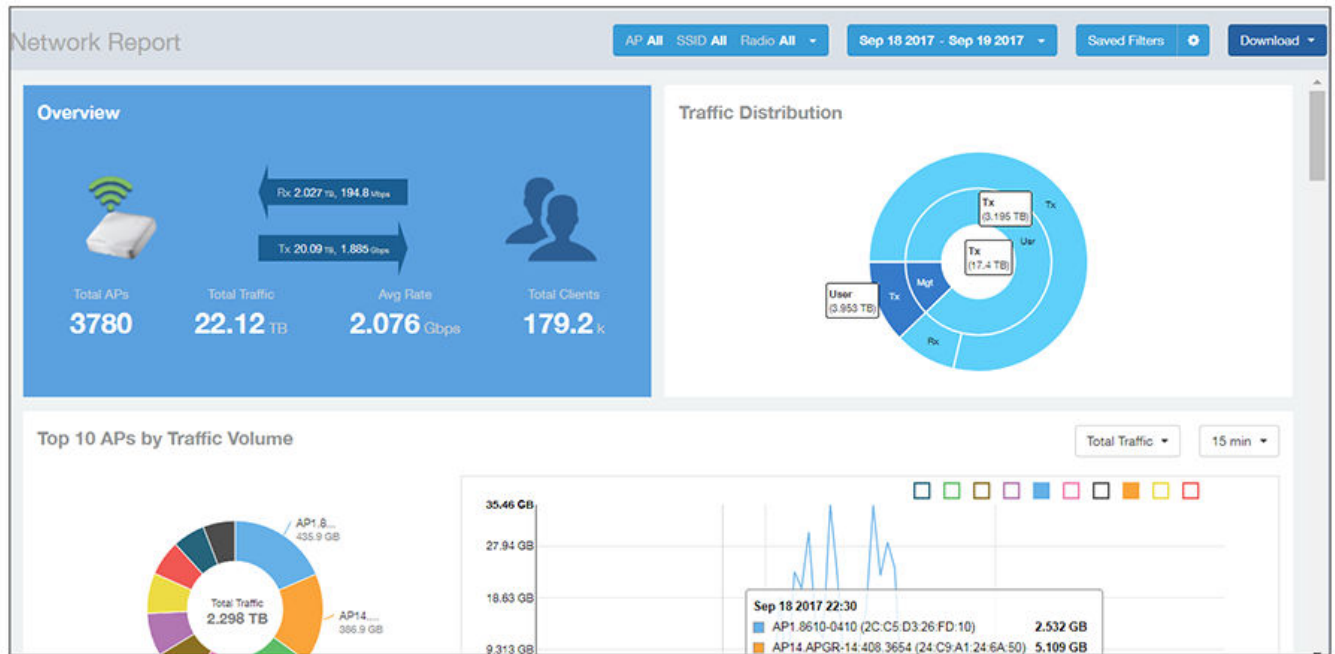 Network Report
AP All SSID All Radio All
Sep 18 2017 - Sep 19 2017
Saved Filters
Download
Overview
Rx 2.027 TB, 194.8 Mbps
Tx 20.09 TB, 1.885 Gbps
Total APs
3780
Total Traffic
22.12 TB
Avg Rate
2.076 Gbps
Total Clients
179.2 k
Traffic Distribution
Tx
(3.195 TB)
Tx
Usr
Tx
(17.4 TB)
User
(3.953 TB)
Tx
Mgt
Rx
Top 10 APs by Traffic Volume
Total Traffic
15 min
AP1.8...
435.9 GB
Total Traffic
2.298 TB
AP14....
386.9 GB
35.46 GB
27.94 GB
18.63 GB
9.313 GB
Sep 18 2017 22:30
AP1.8610-0410 (2C:C5:D3:26:FD:10) 2.532 GB
AP14.APGR-14:408.3654 (24:C9:A1:24:6A:50) 5.109 GB